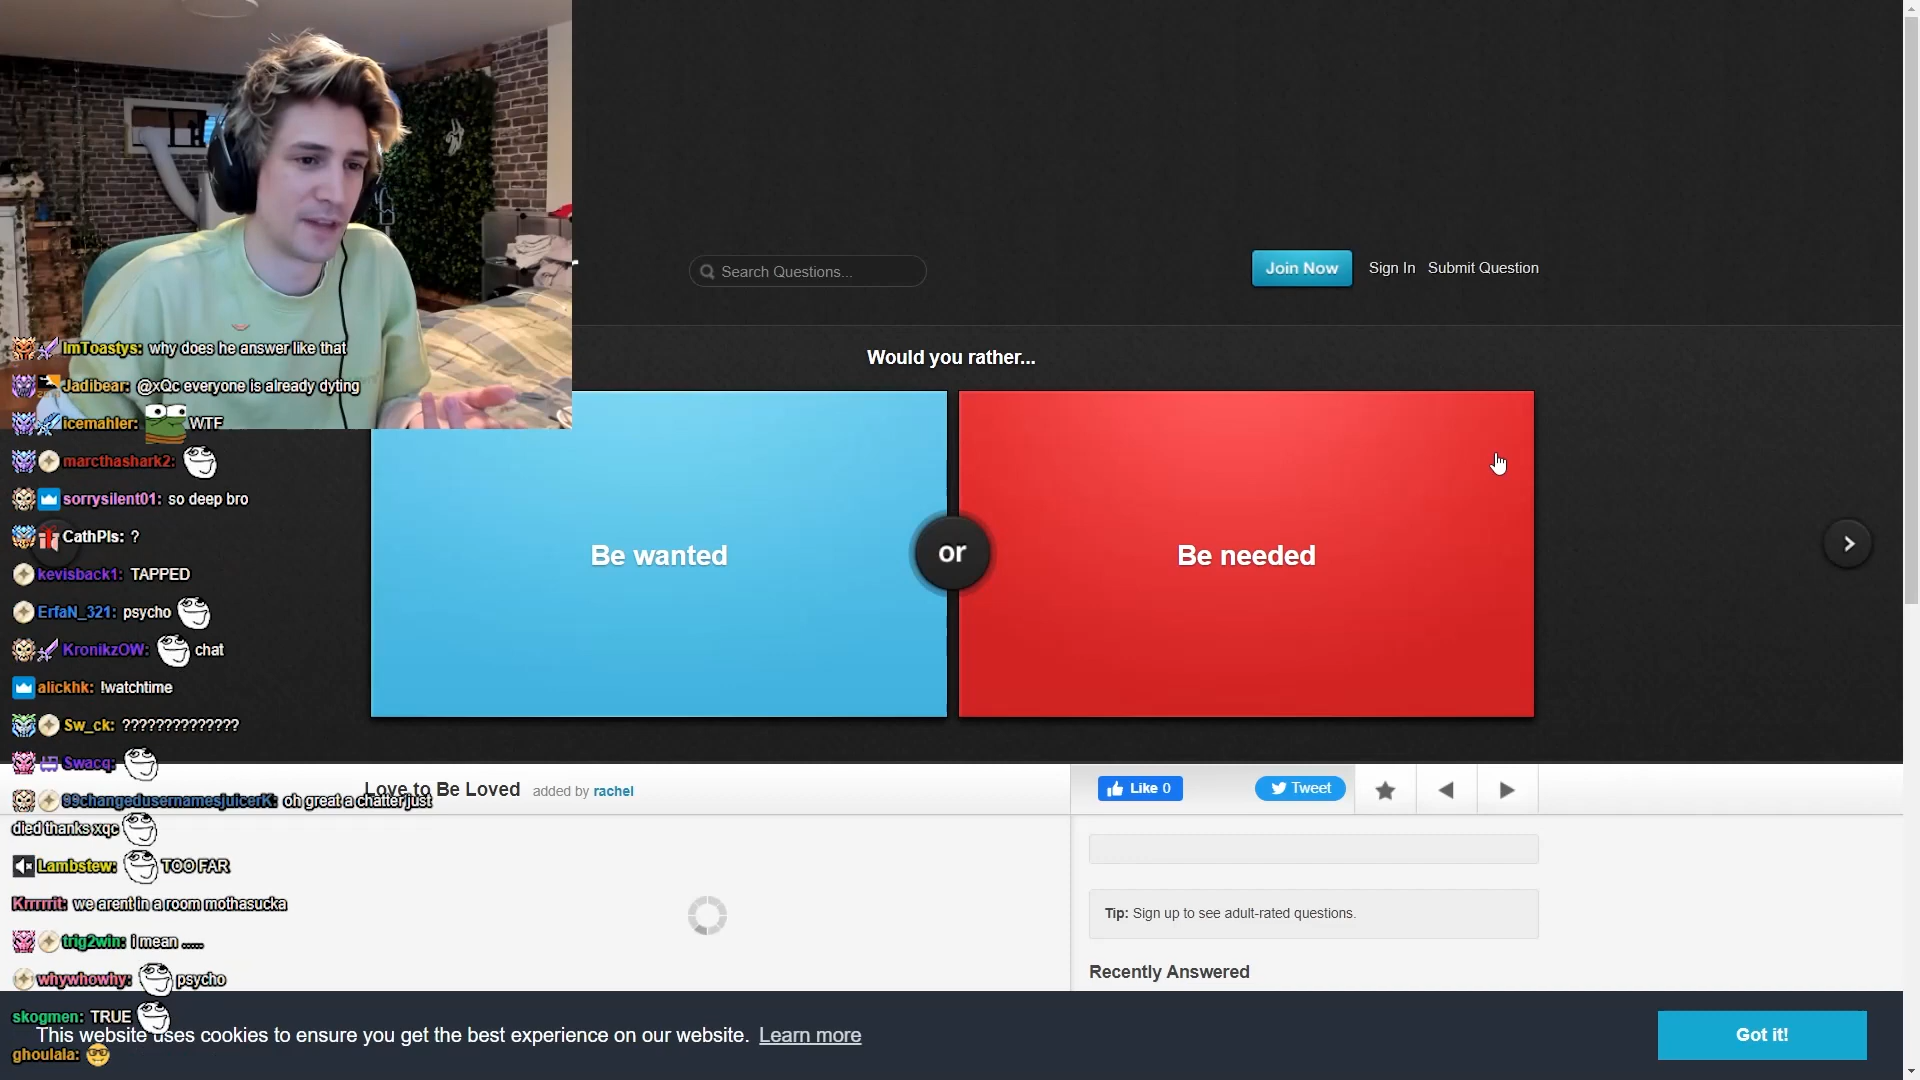 Search Questions...
Join Now
Sign In
Submit Question
Would you rather...
Be wanted
or
Be needed
Love to Be Loved
added by rachel
Like 0
Tweet
Tip: Sign up to see adult-rated questions.
Recently Answered
ImToastys: why does he answer like that
Jadibear: @xQc everyone is already dyting
icemahler: WTF
marcthashark2:
sorrysilent01: so deep bro
CathPls: ?
kevisback1: TAPPED
ErfaN_321: psycho
KronikzOW: chat
alickhk: !watchtime
Sw_ck: ??????????????
Swacq:
99changedusernamesjuicerK: oh great a chatter just
died thanks xqc
Lambstew: TOO FAR
Krrrrrit: we arent in a room mothasucka
trig2win: i mean .....
whywhowhy: psycho
skogmen: TRUE
ghoulala:
This website uses cookies to ensure you get the best experience on our website. Learn more
Got it!